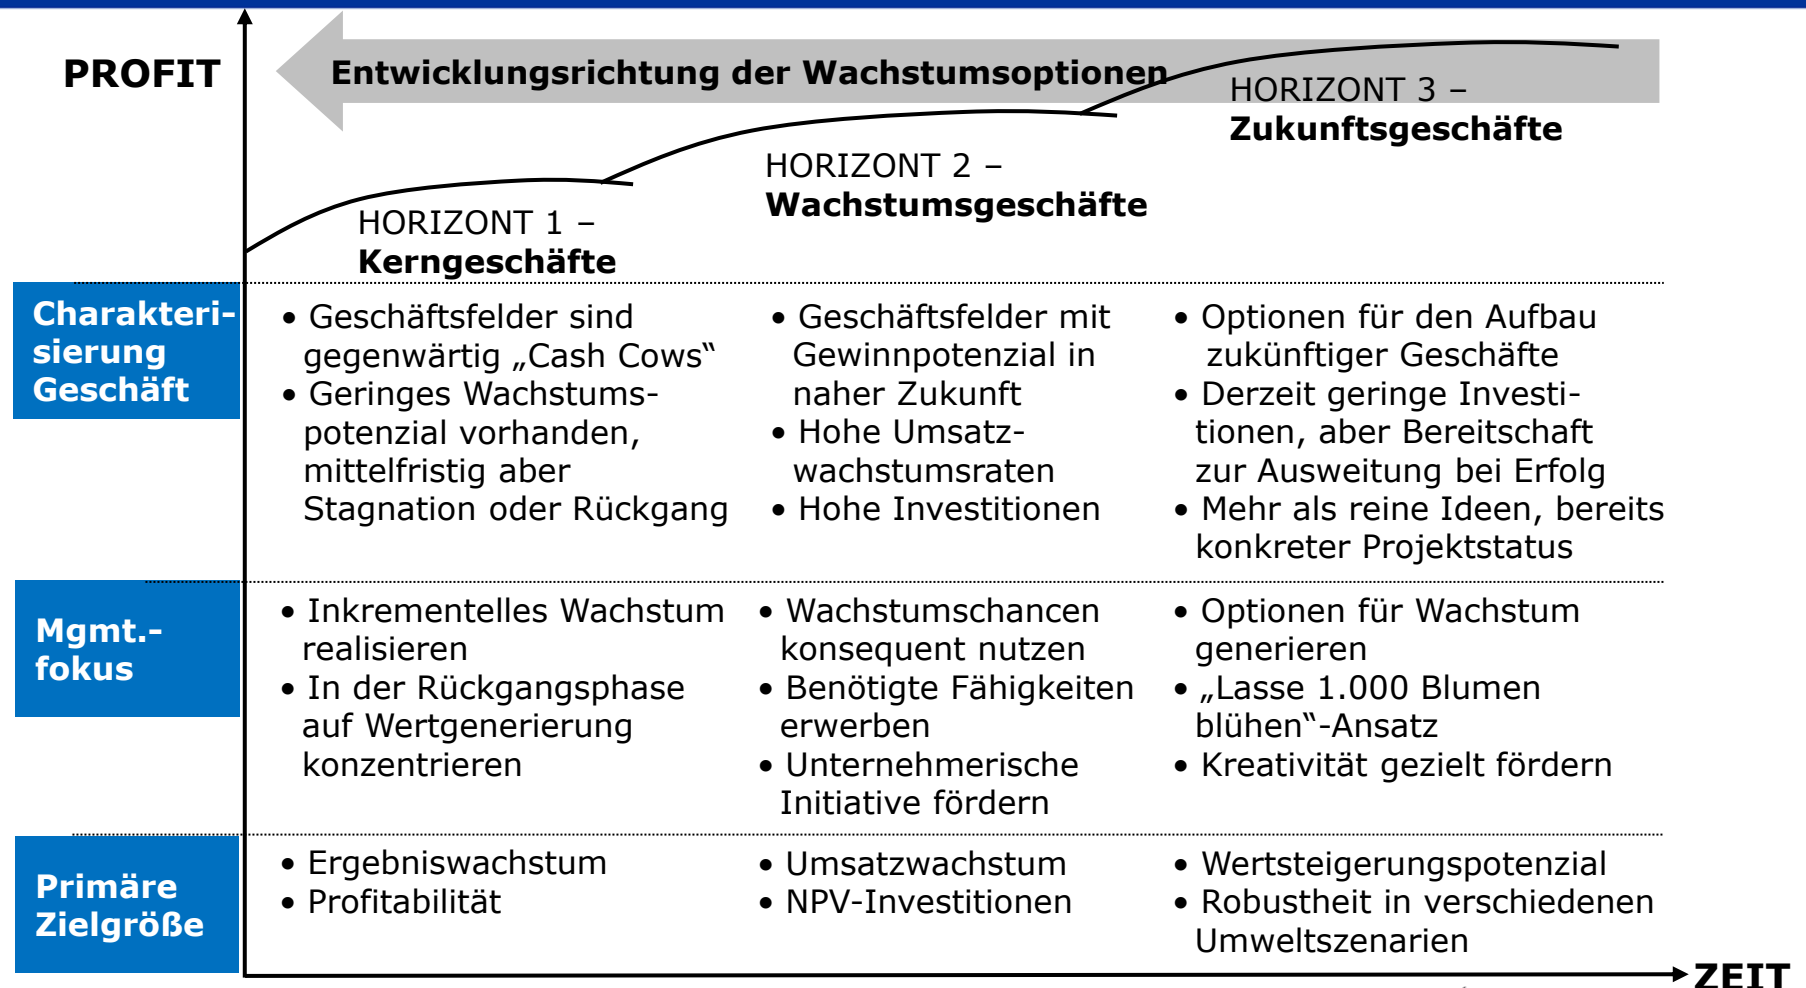 PROFIT
Entwicklungsrichtung der Wachstumsoptionen
HORIZONT 3 –
Zukunftsgeschäfte
HORIZONT 2 –
Wachstumsgeschäfte
HORIZONT 1 –
Kerngeschäfte
Charakteri-
sierung
Geschäft
• Geschäftsfelder sind
gegenwärtig „Cash Cows“
• Geringes Wachstums-
potenzial vorhanden,
mittelfristig aber
Stagnation oder Rückgang
• Geschäftsfelder mit
Gewinnpotenzial in
naher Zukunft
• Hohe Umsatz-
wachstumsraten
• Hohe Investitionen
• Optionen für den Aufbau
zukünftiger Geschäfte
• Derzeit geringe Investi-
tionen, aber Bereitschaft
zur Ausweitung bei Erfolg
• Mehr als reine Ideen, bereits
konkreter Projektstatus
Mgmt.-
fokus
• Inkrementelles Wachstum
realisieren
• In der Rückgangsphase
auf Wertgenerierung
konzentrieren
• Wachstumschancen
konsequent nutzen
• Benötigte Fähigkeiten
erwerben
• Unternehmerische
Initiative fördern
• Optionen für Wachstum
generieren
• „Lasse 1.000 Blumen
blühen“-Ansatz
• Kreativität gezielt fördern
Primäre
Zielgröße
• Ergebniswachstum
• Profitabilität
• Umsatzwachstum
• NPV-Investitionen
• Wertsteigerungspotenzial
• Robustheit in verschiedenen
Umweltszenarien
ZEIT